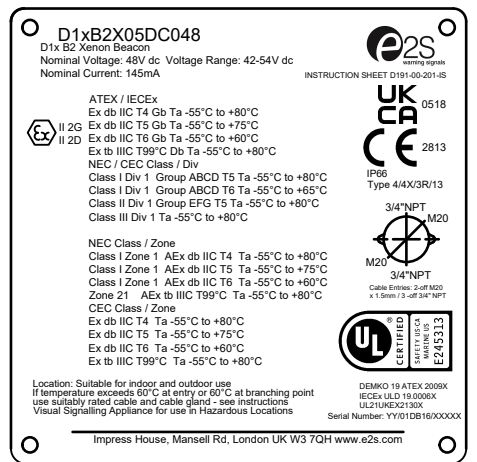 D1xB2X05DC048
D1x B2 Xenon Beacon
Nominal Voltage: 48V dc Voltage Range: 42-54V dc
Nominal Current: 145mA
e2S
warning signals
INSTRUCTION SHEET D191-00-201-IS
ATEX / IECEx
Ex db IIC T4 Gb Ta -55°C to +80°C
Ex db IIC T5 Gb Ta -55°C to +75°C
Ex db IIC T6 Gb Ta -55°C to +60°C
Ex tb IIIC T99°C Db Ta -55°C to +80°C
Ex
II 2G
II 2D
NEC / CEC Class / Div
Class I Div 1 Group ABCD T5 Ta -55°C to +80°C
Class I Div 1 Group ABCD T6 Ta -55°C to +65°C
Class II Div 1 Group EFG T5 Ta -55°C to +80°C
Class III Div 1 Ta -55°C to +80°C
NEC Class / Zone
Class I Zone 1 AEx db IIC T4 Ta -55°C to +80°C
Class I Zone 1 AEx db IIC T5 Ta -55°C to +75°C
Class I Zone 1 AEx db IIC T6 Ta -55°C to +60°C
Zone 21 AEx tb IIIC T99°C Ta -55°C to +80°C
CEC Class / Zone
Ex db IIC T4 Ta -55°C to +80°C
Ex db IIC T5 Ta -55°C to +75°C
Ex db IIC T6 Ta -55°C to +60°C
Ex tb IIIC T99°C Ta -55°C to +80°C
UK
CA 0518
CE 2813
IP66
Type 4/4X/3R/13
3/4"NPT
M20
M20
3/4"NPT
Cable Entries: 2-off M20
x 1.5mm / 3 -off 3/4" NPT
UL ®
CERTIFIED
SAFETY US-CA
MARINE US
E245313
Location: Suitable for indoor and outdoor use
If temperature exceeds 60°C at entry or 60°C at branching point
use suitably rated cable and cable gland - see instructions
Visual Signalling Appliance for use in Hazardous Locations
DEMKO 19 ATEX 2009X
IECEx ULD 19.0006X
UL21UKEX2130X
Serial Number: YY/01DB16/XXXXX
Impress House, Mansell Rd, London UK W3 7QH www.e2s.com